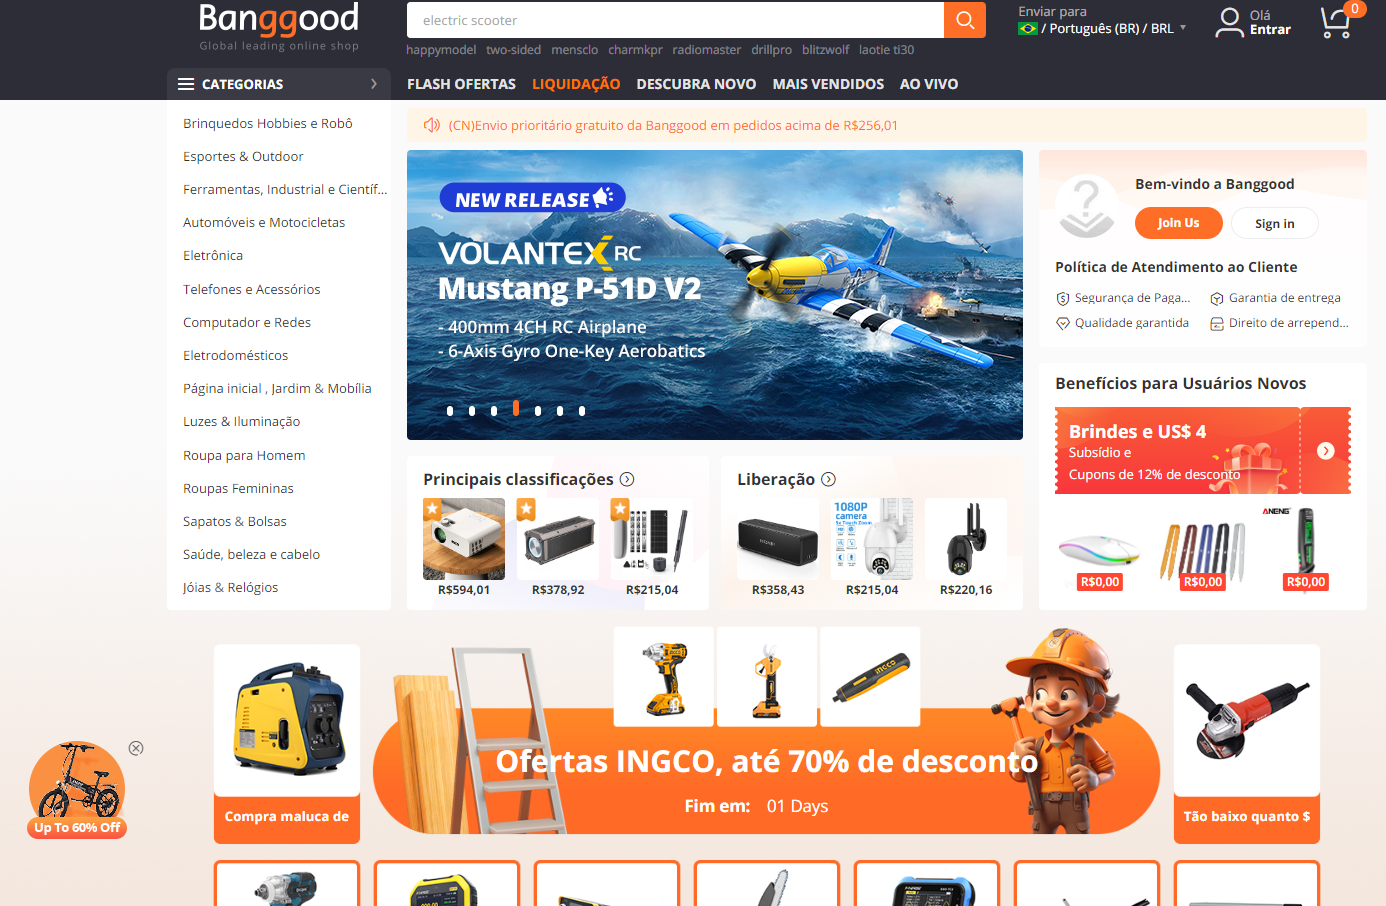 Banggood
Global leading online shop
electric scooter
happymodel two-sided mensclo charmkpr radiomaster drillpro blitzwolf laotie ti30
Enviar para
/ Português (BR) / BRL
Olá
Entrar
0
CATEGORIAS
FLASH OFERTAS LIQUIDAÇÃO DESCUBRA NOVO MAIS VENDIDOS AO VIVO
Brinquedos Hobbies e Robô
Esportes & Outdoor
Ferramentas, Industrial e Científ...
Automóveis e Motocicletas
Eletrônica
Telefones e Acessórios
Computador e Redes
Eletrodomésticos
Página inicial , Jardim & Mobília
Luzes & Iluminação
Roupa para Homem
Roupas Femininas
Sapatos & Bolsas
Saúde, beleza e cabelo
Jóias & Relógios
(CN)Envio prioritário gratuito da Banggood em pedidos acima de R$256,01
NEW RELEASE
VOLANTEX RC
Mustang P-51D V2
- 400mm 4CH RC Airplane
- 6-Axis Gyro One-Key Aerobatics
Bem-vindo a Banggood
Join Us
Sign in
Política de Atendimento ao Cliente
Segurança de Paga...
Garantia de entrega
Qualidade garantida
Direito de arrepend...
Benefícios para Usuários Novos
Brindes e US$ 4
Subsídio e
Cupons de 12% de desconto
ANENG
R$0,00
R$0,00
R$0,00
Principais classificações
R$594,01
R$378,92
R$215,04
Liberação
1080P
camera
R$358,43
R$215,04
R$220,16
Compra maluca de
INGCO
Ofertas INGCO, até 70% de desconto
Fim em: 01 Days
Tão baixo quanto $
Up To 60% Off